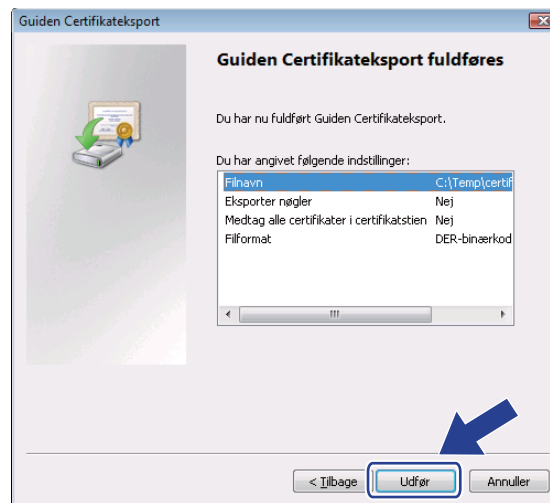 Guiden Certifikateksport
Guiden Certifikateksport fuldføres
Du har nu fuldført Guiden Certifikateksport.
Du har angivet følgende indstillinger:
Filnavn C:\Temp\certif
Eksporter nøgler Nej
Medtag alle certifikater i certifikatstien Nej
Filformat DER-binærkod
< Tilbage Udfør Annuller